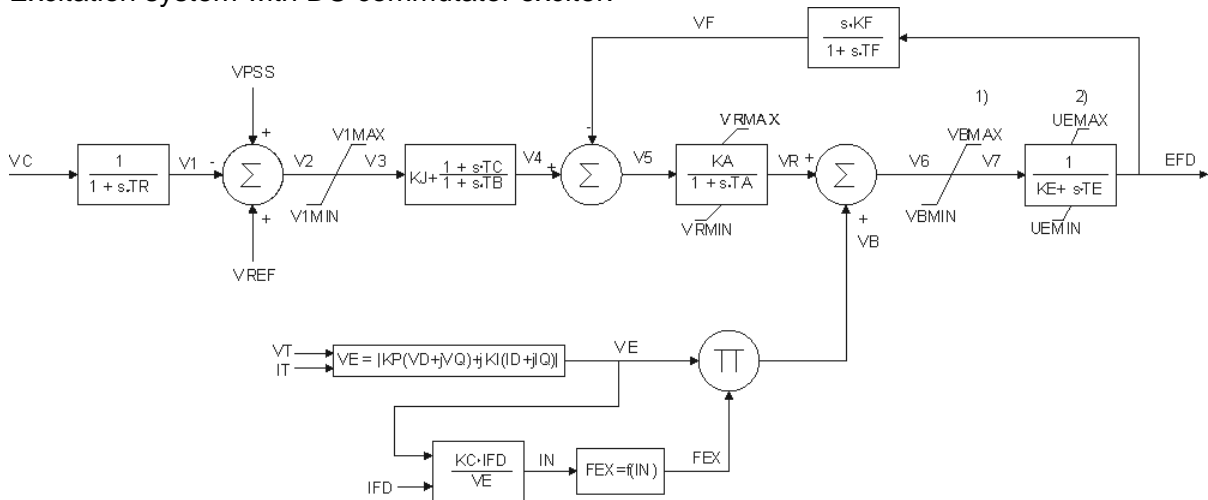 Excitation system with DC commutator exciter.
VF
s·KF
1 + s·TF
VPSS
1)
2)
V1MAX
VRMAX
VBMAX
UEMAX
VC
1
1 + s·TR
V1
-
+
Σ
+
V2
V3
KJ+
1 + s·TC
1 + s·TB
V4
+
-
Σ
V5
KA
1 + s·TA
VR
+
Σ
+
V6
V7
1
KE+ s·TE
EFD
V1MIN
VRMIN
VBMIN
UEMIN
VREF
VB
VT
IT
VE = |KP(VD+jVQ)+jKI(ID+jIQ)|
VE
Π
KC·IFD
VE
IFD
IN
FEX=f(IN)
FEX